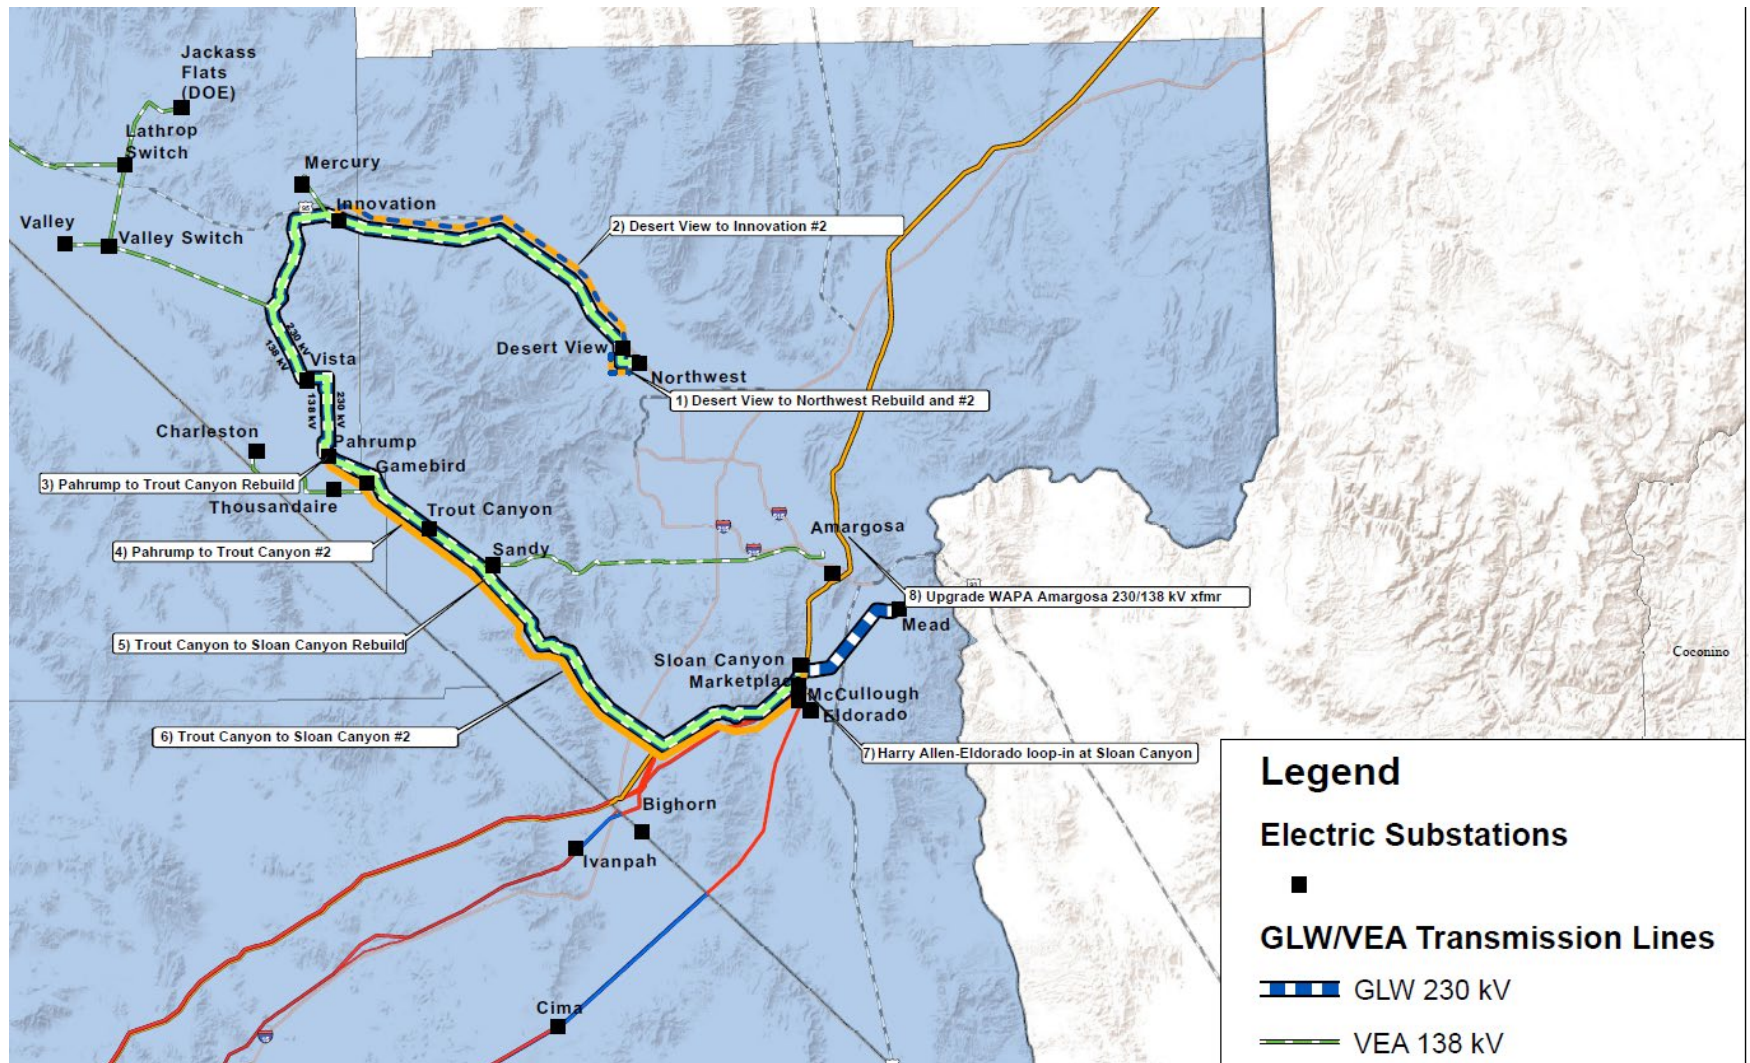 Jackass
Flats
(DOE)
Lathrop
Switch
Mercury
95
Innovation
Valley
Valley Switch
2) Desert View to Innovation #2
230 kV
138 kV
Vista
Desert View
Northwest
1) Desert View to Northwest Rebuild and #2
230 kV
138 kV
Charleston
Pahrump
Gamebird
3) Pahrump to Trout Canyon Rebuild
Thousandaire
Trout Canyon
Amargosa
4) Pahrump to Trout Canyon #2
Sandy
8) Upgrade WAPA Amargosa 230/138 kV xfmr
Mead
5) Trout Canyon to Sloan Canyon Rebuild
Sloan Canyon
Coconino
Marketplac
McCullough
Eldorado
6) Trout Canyon to Sloan Canyon #2
7) Harry Allen-Eldorado loop-in at Sloan Canyon
Bighorn
Ivanpah
Cima
Legend
Electric Substations
GLW/VEA Transmission Lines
GLW 230 kV
VEA 138 kV